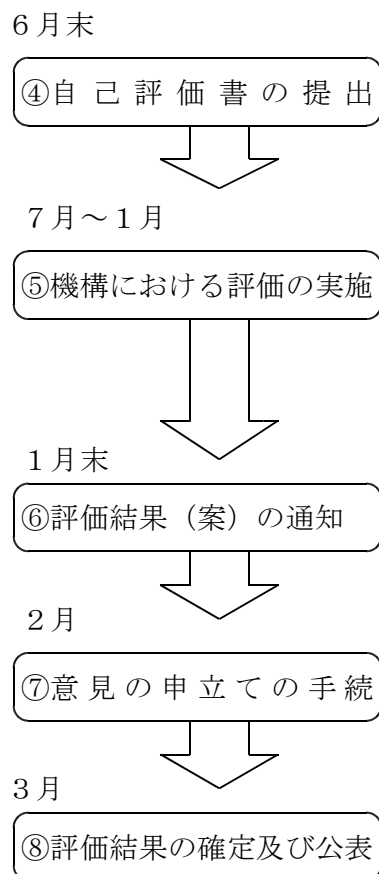 ６月末
④自己評価書の提出
７月～１月
⑤機構における評価の実施
１月末
⑥評価結果（案）の通知
２月
⑦意見の申立ての手続
３月
⑧評価結果の確定及び公表